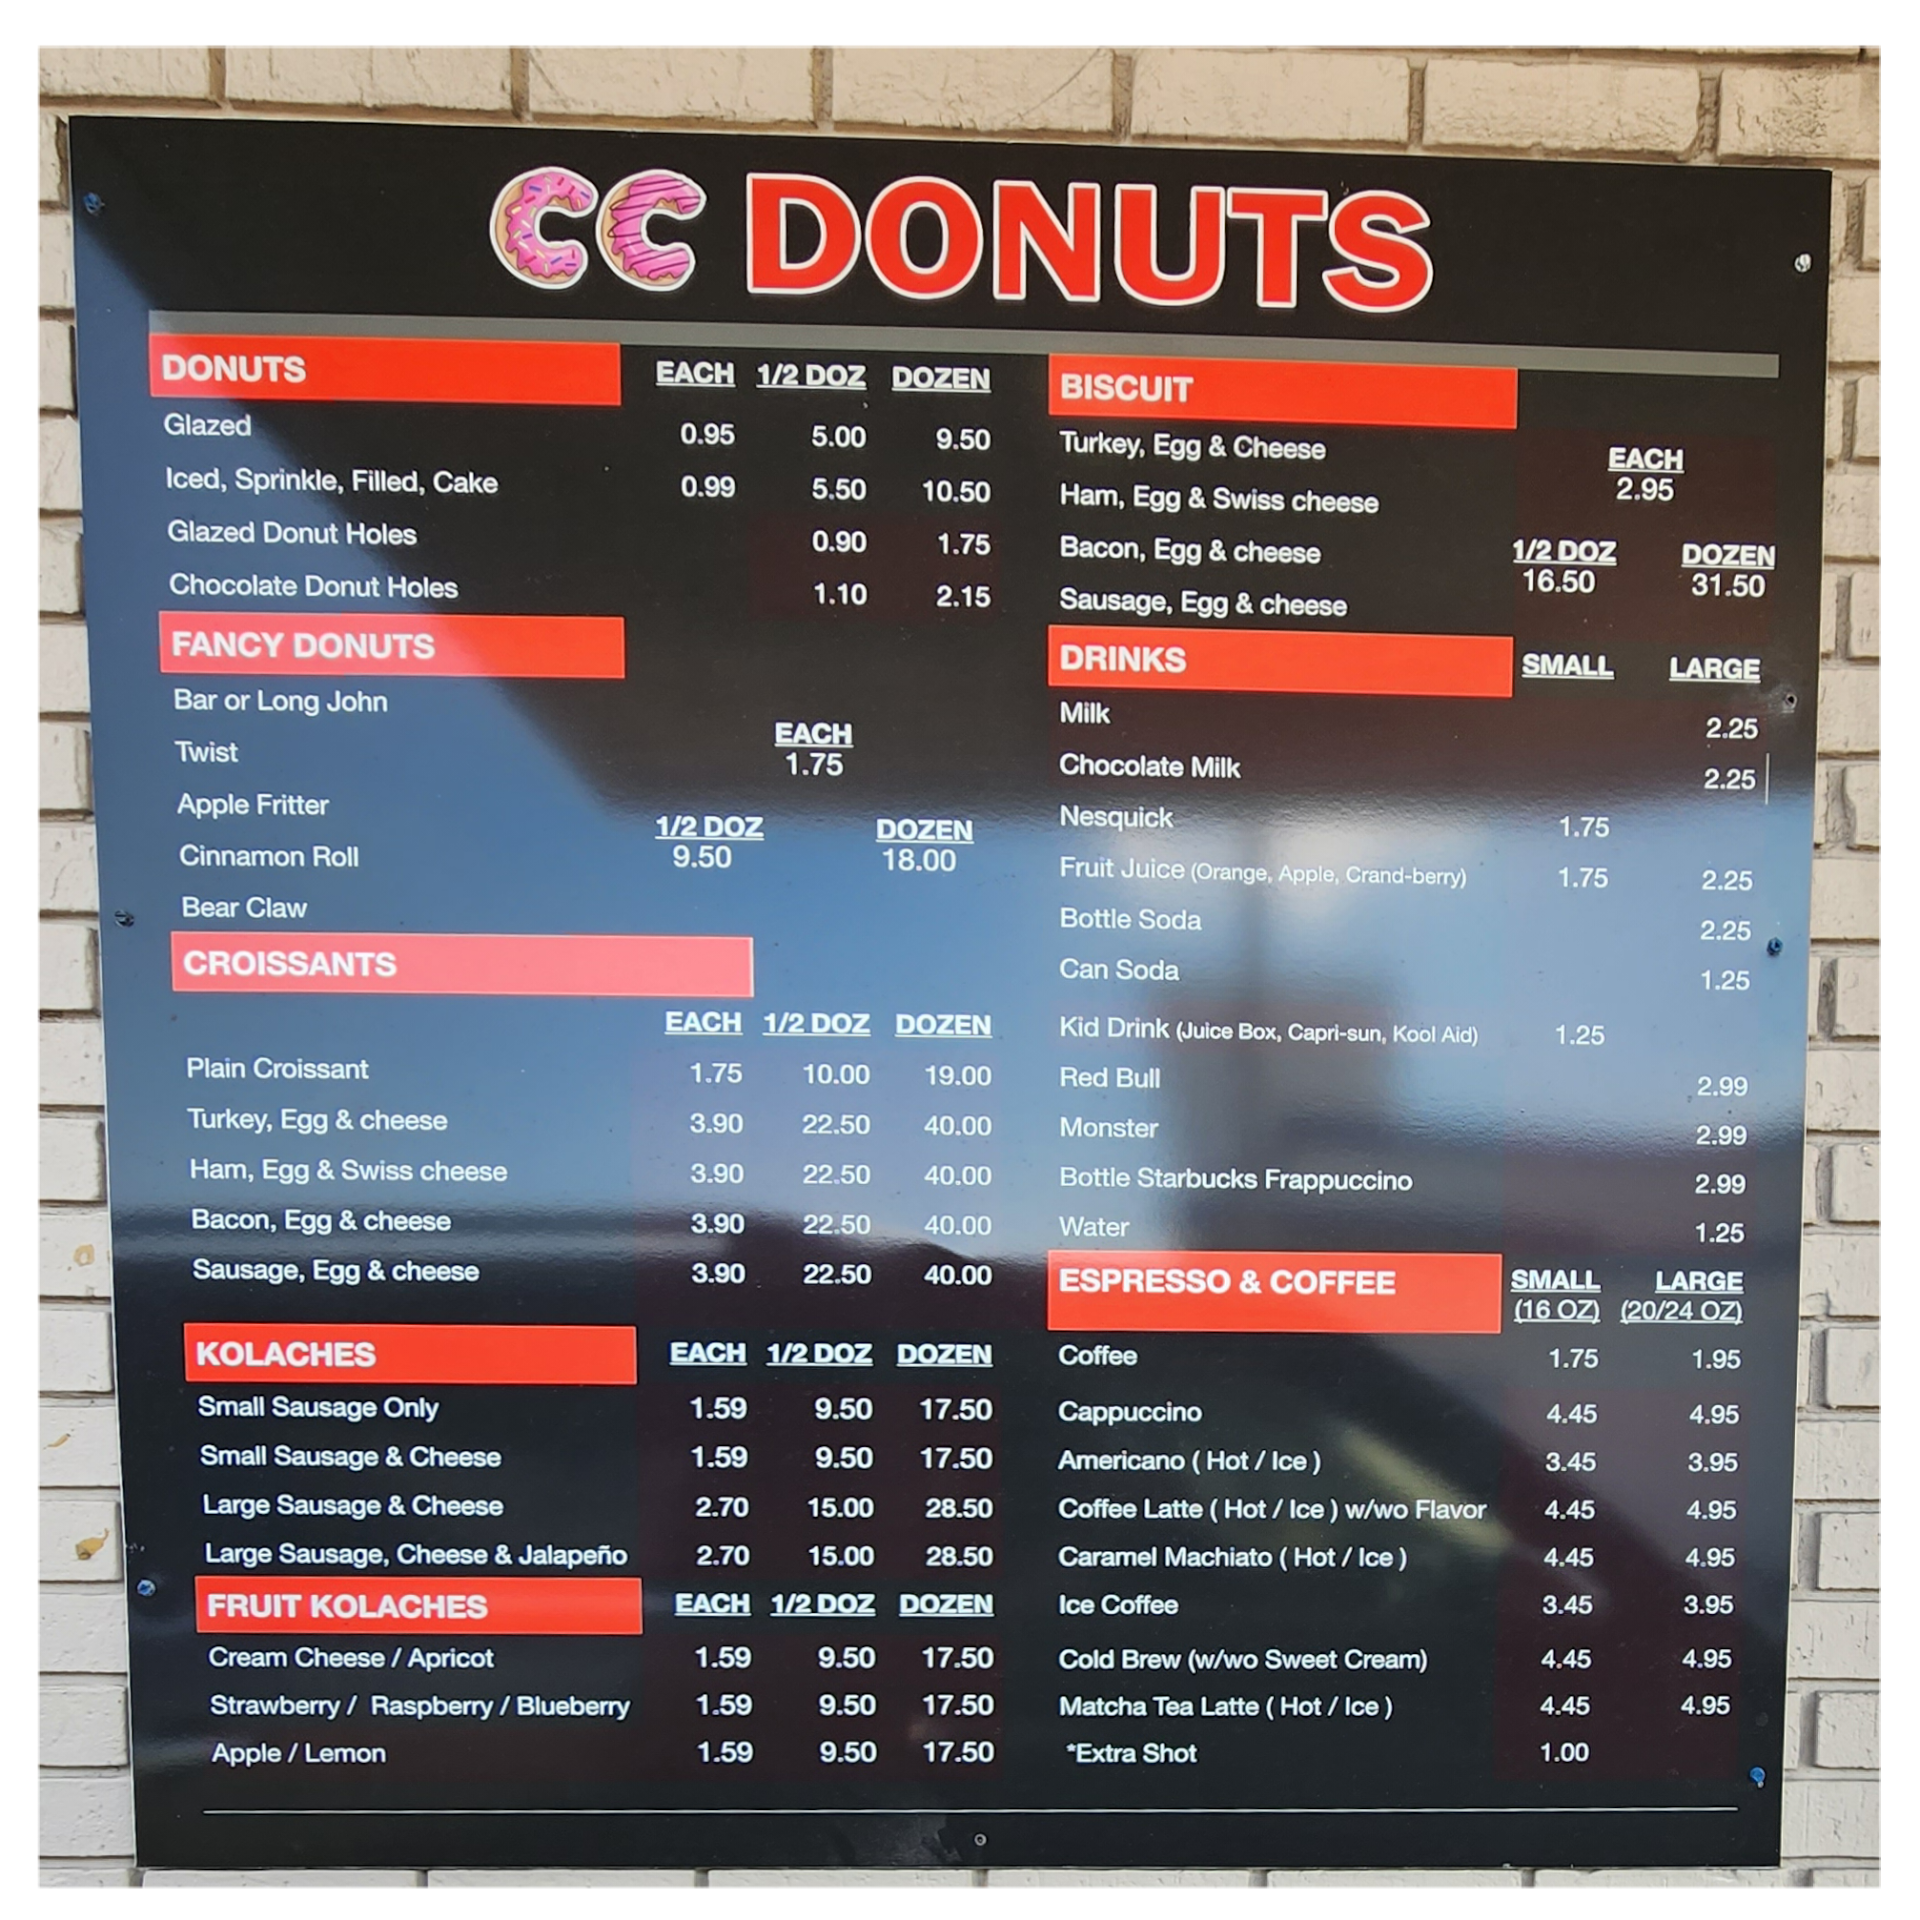 CC DONUTS
DONUTS EACH 1/2 DOZ DOZEN
Glazed 0.95 5.00 9.50
Iced, Sprinkle, Filled, Cake 0.99 5.50 10.50
Glazed Donut Holes 0.90 1.75
Chocolate Donut Holes 1.10 2.15
FANCY DONUTS
Bar or Long John
EACH
Twist 1.75
Apple Fritter
1/2 DOZ DOZEN
Cinnamon Roll 9.50 18.00
Bear Claw
CROISSANTS
EACH 1/2 DOZ DOZEN
Plain Croissant 1.75 10.00 19.00
Turkey, Egg & cheese 3.90 22.50 40.00
Ham, Egg & Swiss cheese 3.90 22.50 40.00
Bacon, Egg & cheese 3.90 22.50 40.00
Sausage, Egg & cheese 3.90 22.50 40.00
KOLACHES EACH 1/2 DOZ DOZEN
Small Sausage Only 1.59 9.50 17.50
Small Sausage & Cheese 1.59 9.50 17.50
Large Sausage & Cheese 2.70 15.00 28.50
Large Sausage, Cheese & Jalapeño 2.70 15.00 28.50
FRUIT KOLACHES EACH 1/2 DOZ DOZEN
Cream Cheese / Apricot 1.59 9.50 17.50
Strawberry / Raspberry / Blueberry 1.59 9.50 17.50
Apple / Lemon 1.59 9.50 17.50
BISCUIT
Turkey, Egg & Cheese EACH
Ham, Egg & Swiss cheese 2.95
Bacon, Egg & cheese 1/2 DOZ DOZEN
16.50 31.50
Sausage, Egg & cheese
DRINKS SMALL LARGE
Milk 2.25
Chocolate Milk 2.25
Nesquick 1.75
Fruit Juice (Orange, Apple, Crand-berry) 1.75 2.25
Bottle Soda 2.25
Can Soda 1.25
Kid Drink (Juice Box, Capri-sun, Kool Aid) 1.25
Red Bull 2.99
Monster 2.99
Bottle Starbucks Frappuccino 2.99
Water 1.25
ESPRESSO & COFFEE SMALL LARGE
(16 OZ) (20/24 OZ)
Coffee 1.75 1.95
Cappuccino 4.45 4.95
Americano ( Hot / Ice ) 3.45 3.95
Coffee Latte ( Hot / Ice ) w/wo Flavor 4.45 4.95
Caramel Machiato ( Hot / Ice ) 4.45 4.95
Ice Coffee 3.45 3.95
Cold Brew (w/wo Sweet Cream) 4.45 4.95
Matcha Tea Latte ( Hot / Ice ) 4.45 4.95
*Extra Shot 1.00